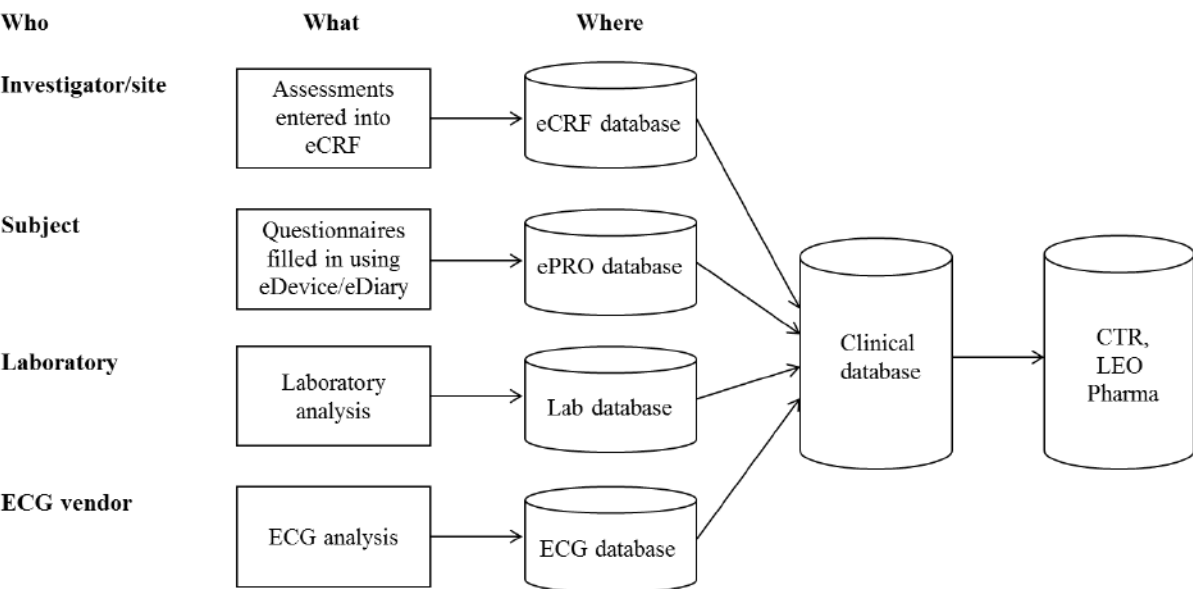 Who What Where
Investigator/site
Assessments
entered into
eCRF
eCRF database
Subject
Questionnaires
filled in using
eDevice/eDiary
ePRO database
Laboratory
Laboratory
analysis
Lab database
ECG vendor
ECG analysis
ECG database
Clinical
database
CTR,
LEO
Pharma